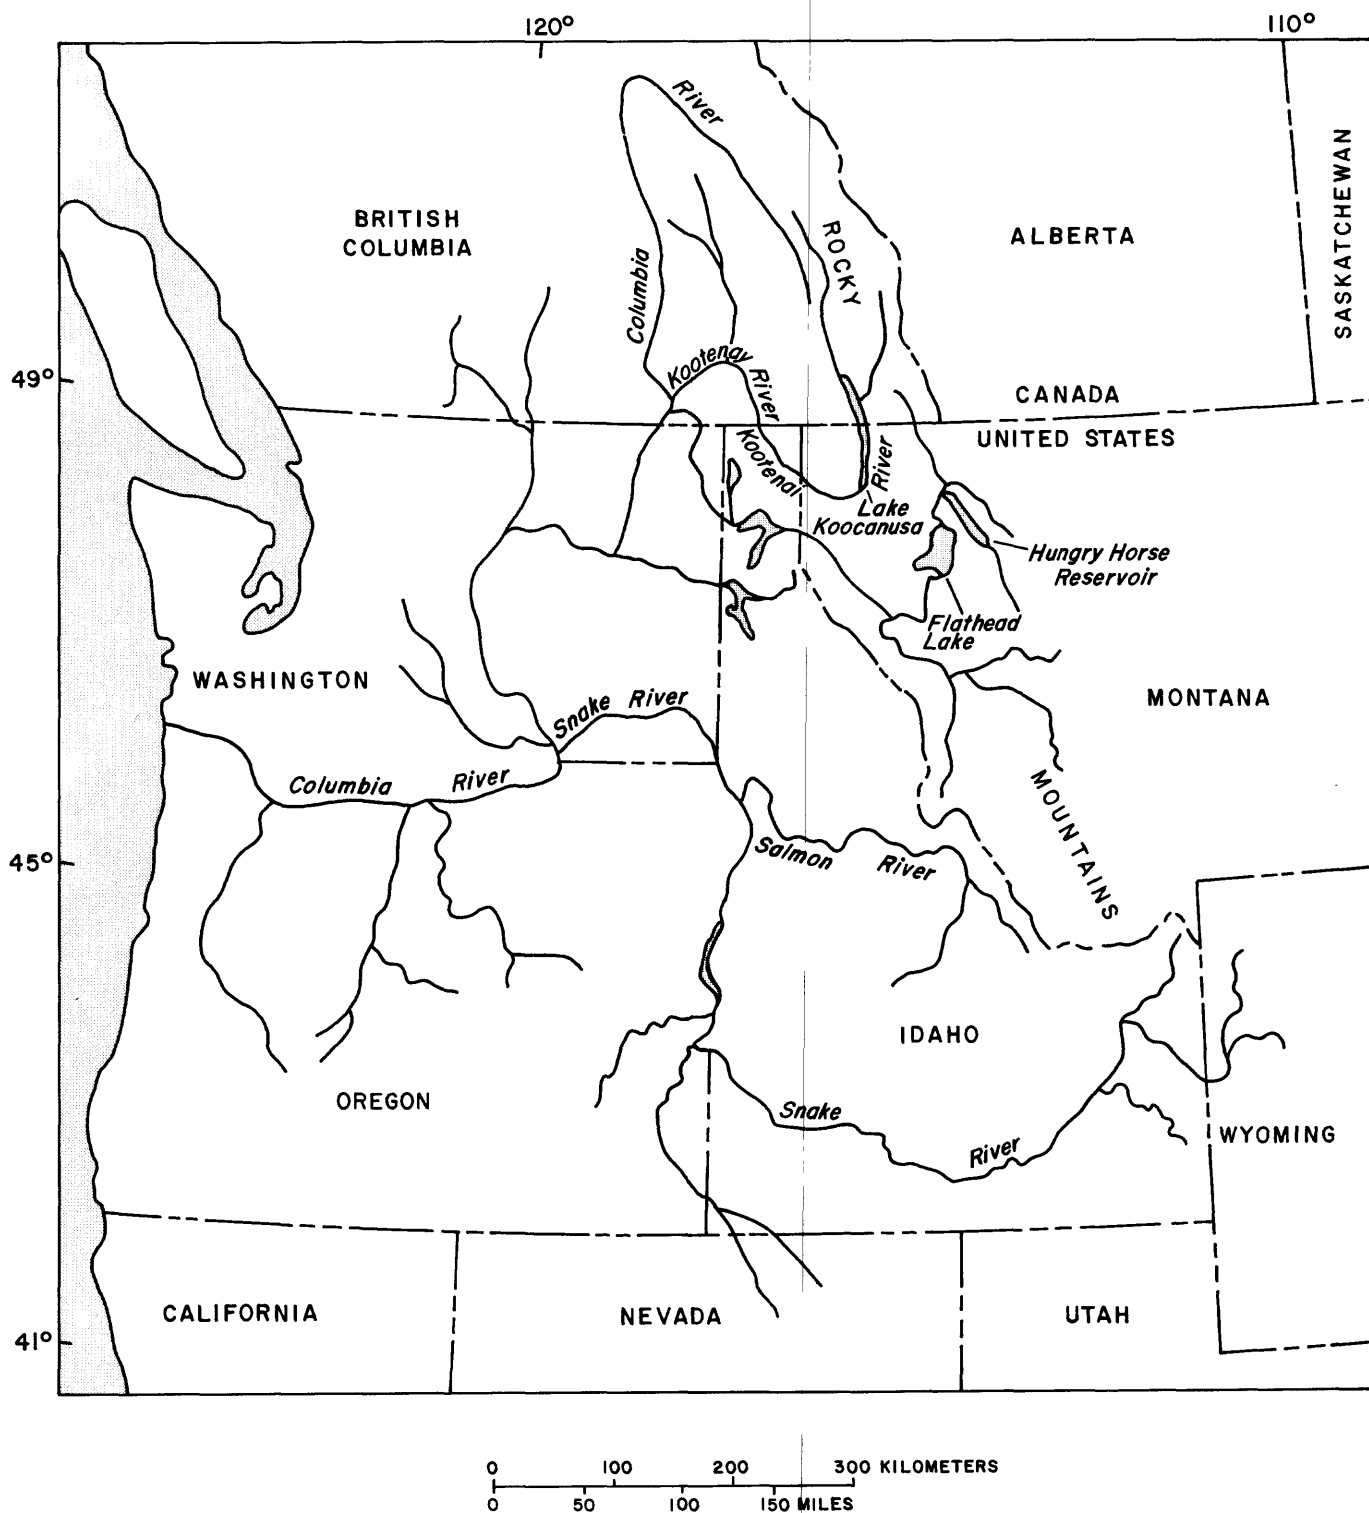 120°
110°
River
SASKATCHEWAN
BRITISH
COLUMBIA
ROCKY
ALBERTA
Columbia
Kootenay
River
49°
CANADA
UNITED STATES
Kootenai
River
Lake
Koocanusa
Hungry Horse
Reservoir
Flathead
Lake
WASHINGTON
Snake River
MONTANA
Columbia River
MOUNTAINS
45°
Salmon River
IDAHO
OREGON
Snake
River
WYOMING
CALIFORNIA
NEVADA
UTAH
41°
0 100 200 300 KILOMETERS
0 50 100 150 MILES